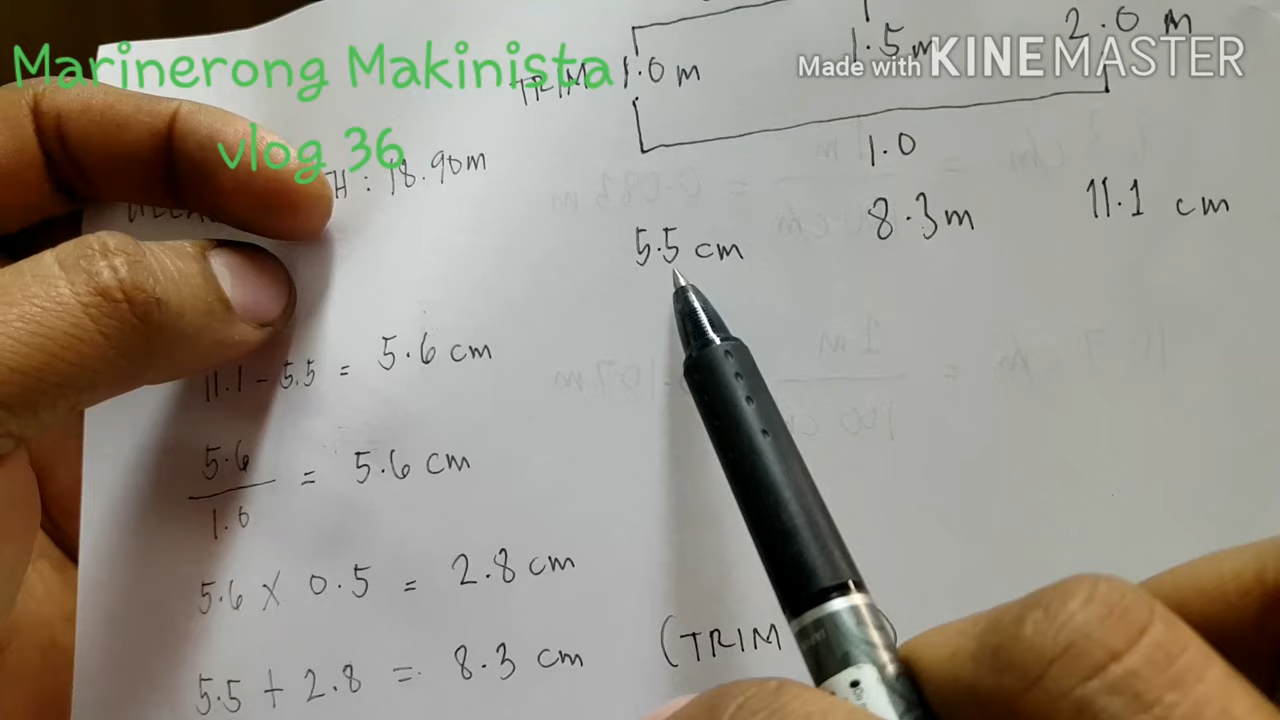 Marinerong Makinista
vlog 36
Made with KINEMASTER
1.5 m
2.0 m
TRIM 1.0 m
1.0
: 18.90m
5.5 cm
8.3m
11.1 cm
11.1 - 5.5 = 5.6 cm
5.6
1.0
= 5.6 cm
5.6 X 0.5 = 2.8 cm
5.5 + 2.8 = 8.3 cm
(TRIM )